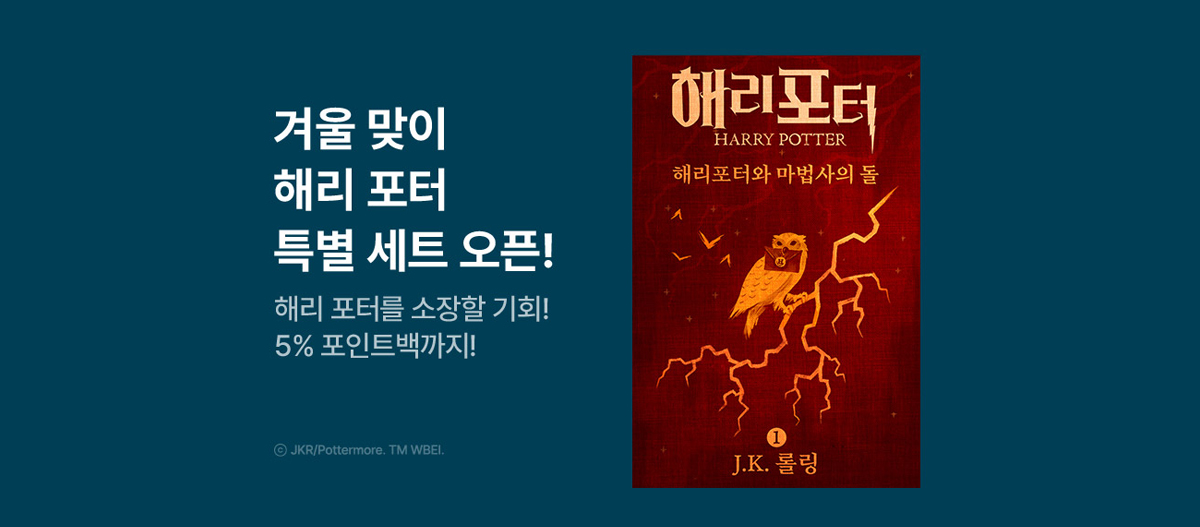 겨울 맞이
해리 포터
특별 세트 오픈!
해리 포터를 소장할 기회!
5% 포인트백까지!
ⓒ JKR/Pottermore. TM WBEI.
해리포터
HARRY POTTER
해리포터와 마법사의 돌
1
J.K. 롤링